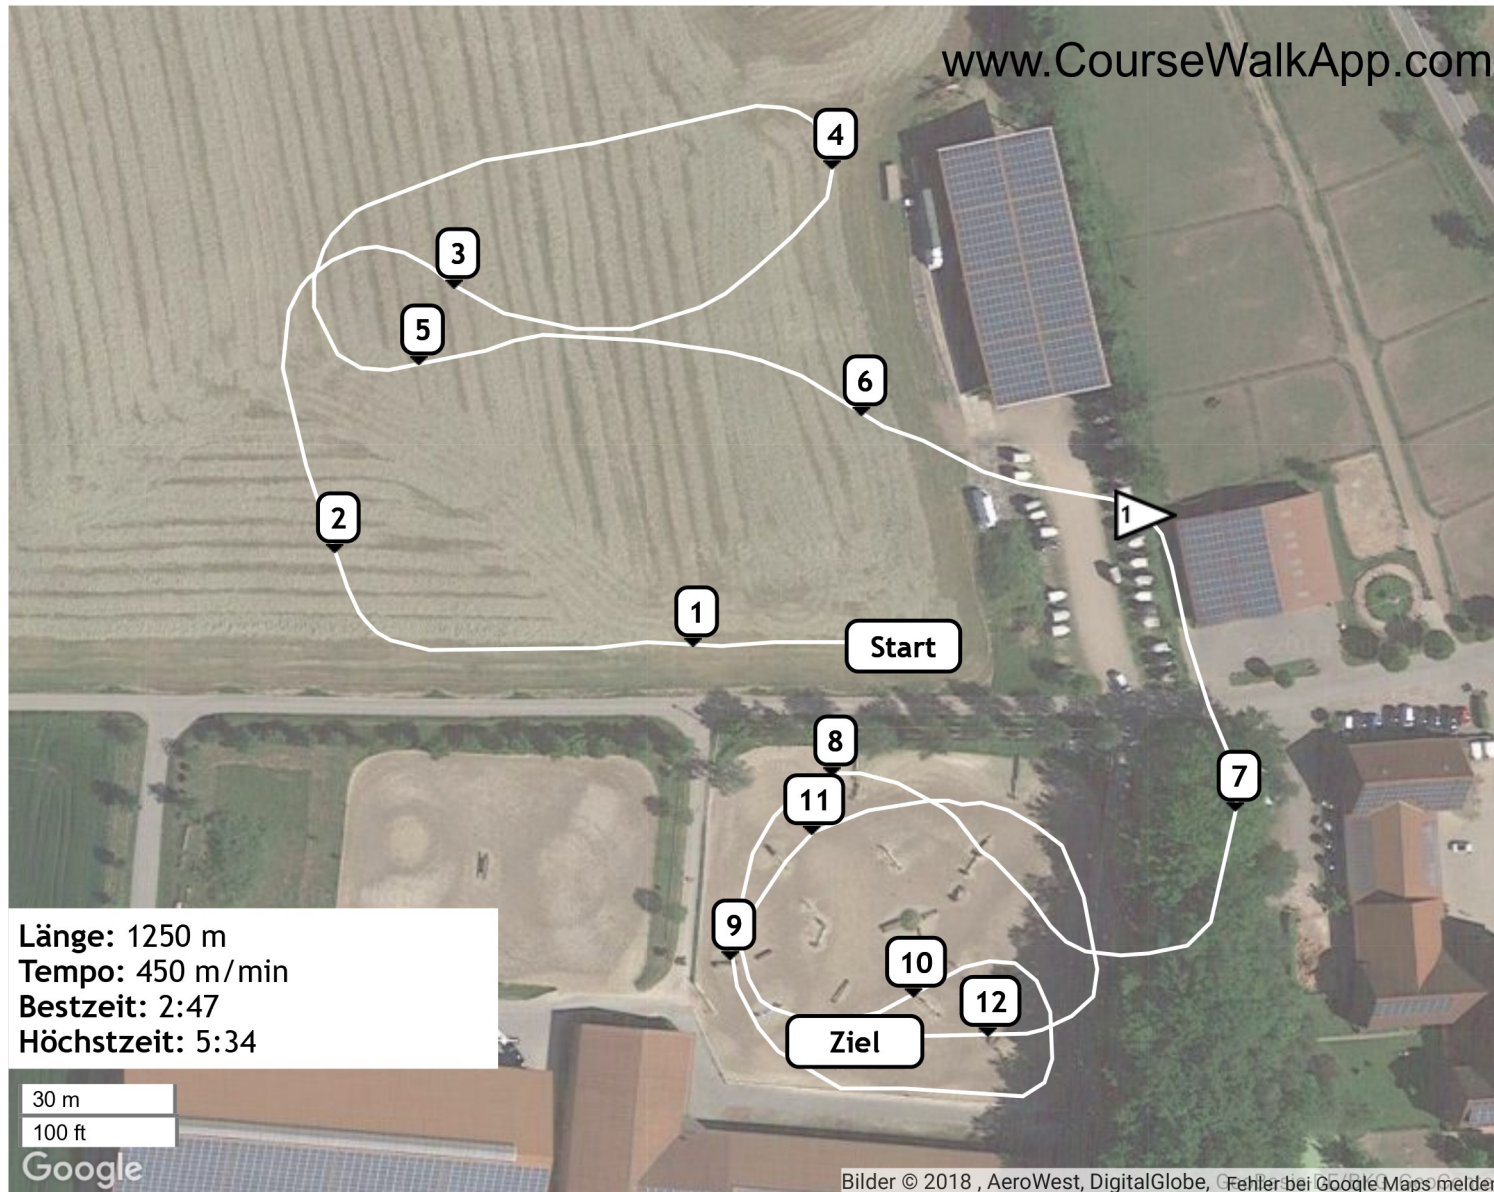 www.CourseWalkApp.com
4
3
5
6
2
1
1
Start
8
7
11
9
10
12
Ziel
Länge: 1250 m
Tempo: 450 m/min
Bestzeit: 2:47
Höchstzeit: 5:34
30 m
100 ft
Google
Bilder © 2018 , AeroWest, DigitalGlobe, Fehler bei Google Maps melden